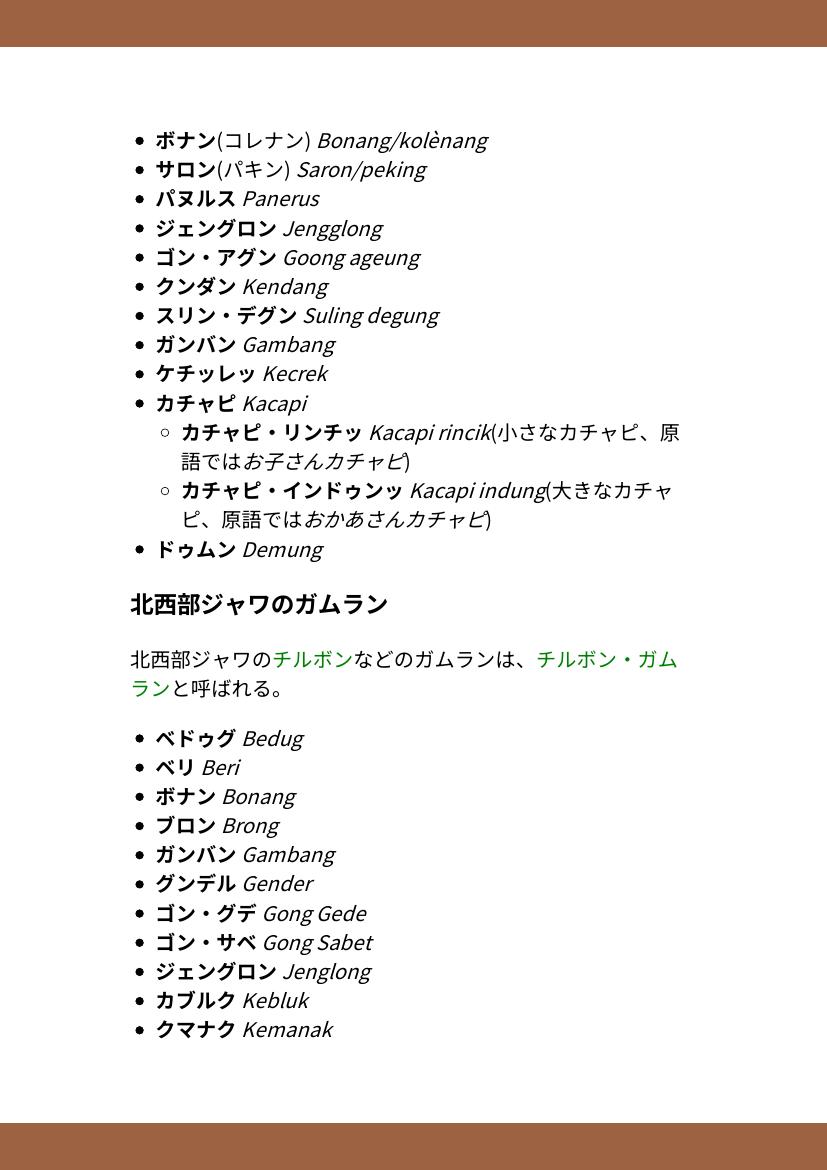 • ボナン(コレナン) Bonang/kolènang
• サロン(パキン) Saron/peking
• パヌルス Panerus
• ジェングロン Jengglong
• ゴン・アグン Goong ageung
• クンダン Kendang
• スリン・デグン Suling degung
• ガンバン Gambang
• ケチッレッ Kecrek
• カチャピ Kacapi
◦ カチャピ・リンチッ Kacapi rincik(小さなカチャピ、原
語ではお子さんカチャピ)
◦ カチャピ・インドゥンッ Kacapi indung(大きなカチャ
ピ、原語ではおかあさんカチャピ)
• ドゥムン Demung
北西部ジャワのガムラン
北西部ジャワのチルボンなどのガムランは、チルボン・ガム
ランと呼ばれる。
• ベドゥグ Bedug
• ベリ Beri
• ボナン Bonang
• ブロン Brong
• ガンバン Gambang
• グンデル Gender
• ゴン・グデ Gong Gede
• ゴン・サベ Gong Sabet
• ジェングロン Jenglong
• カブルク Kebluk
• クマナク Kemanak